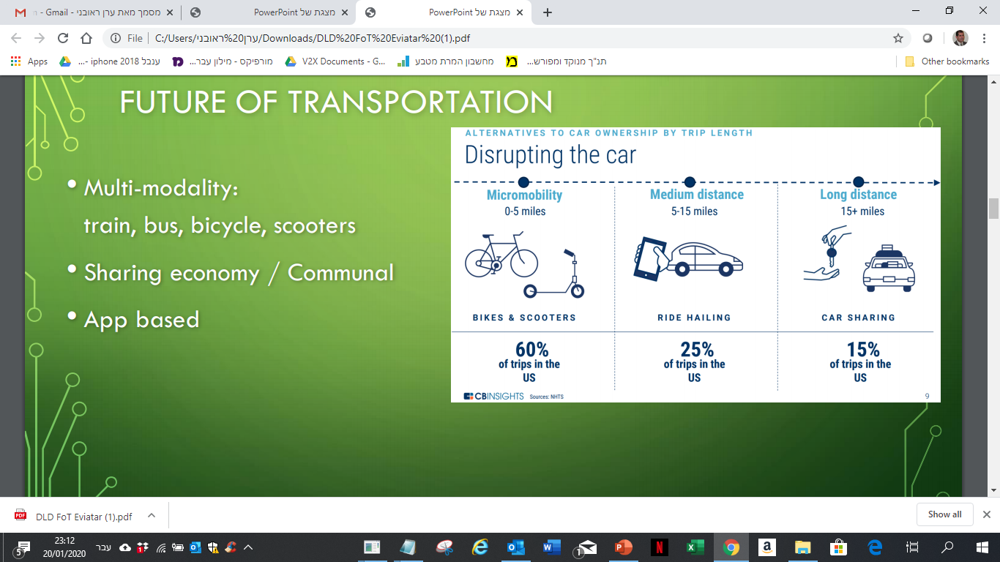 n - Gmail - מסמך מאת ערן ראובני
מצגת של PowerPoint
מצגת של PowerPoint
File
C:/Users/ערן%20ראובני/Downloads/DLD%20FoT%20Eviatar%20(1).pdf
Apps
ענבל iphone 2018 -...
מורפיקס - מילון עבר...
V2X Documents - G...
מחשבון המרת מטבע
תנ"ך מנוקד ומפורש...
Other bookmarks
FUTURE OF TRANSPORTATION
• Multi-modality:
train, bus, bicycle, scooters
• Sharing economy / Communal
• App based
ALTERNATIVES TO CAR OWNERSHIP BY TRIP LENGTH
Disrupting the car
Micromobility
0-5 miles
BIKES & SCOOTERS
60%
of trips in the
US
Medium distance
5-15 miles
RIDE HAILING
25%
of trips in the
US
Long distance
15+ miles
CAR SHARING
15%
of trips in the
US
CBINSIGHTS Sources: NHTS
9
DLD FoT Eviatar (1).pdf
Show all
5
23:12
20/01/2020
עבר
1